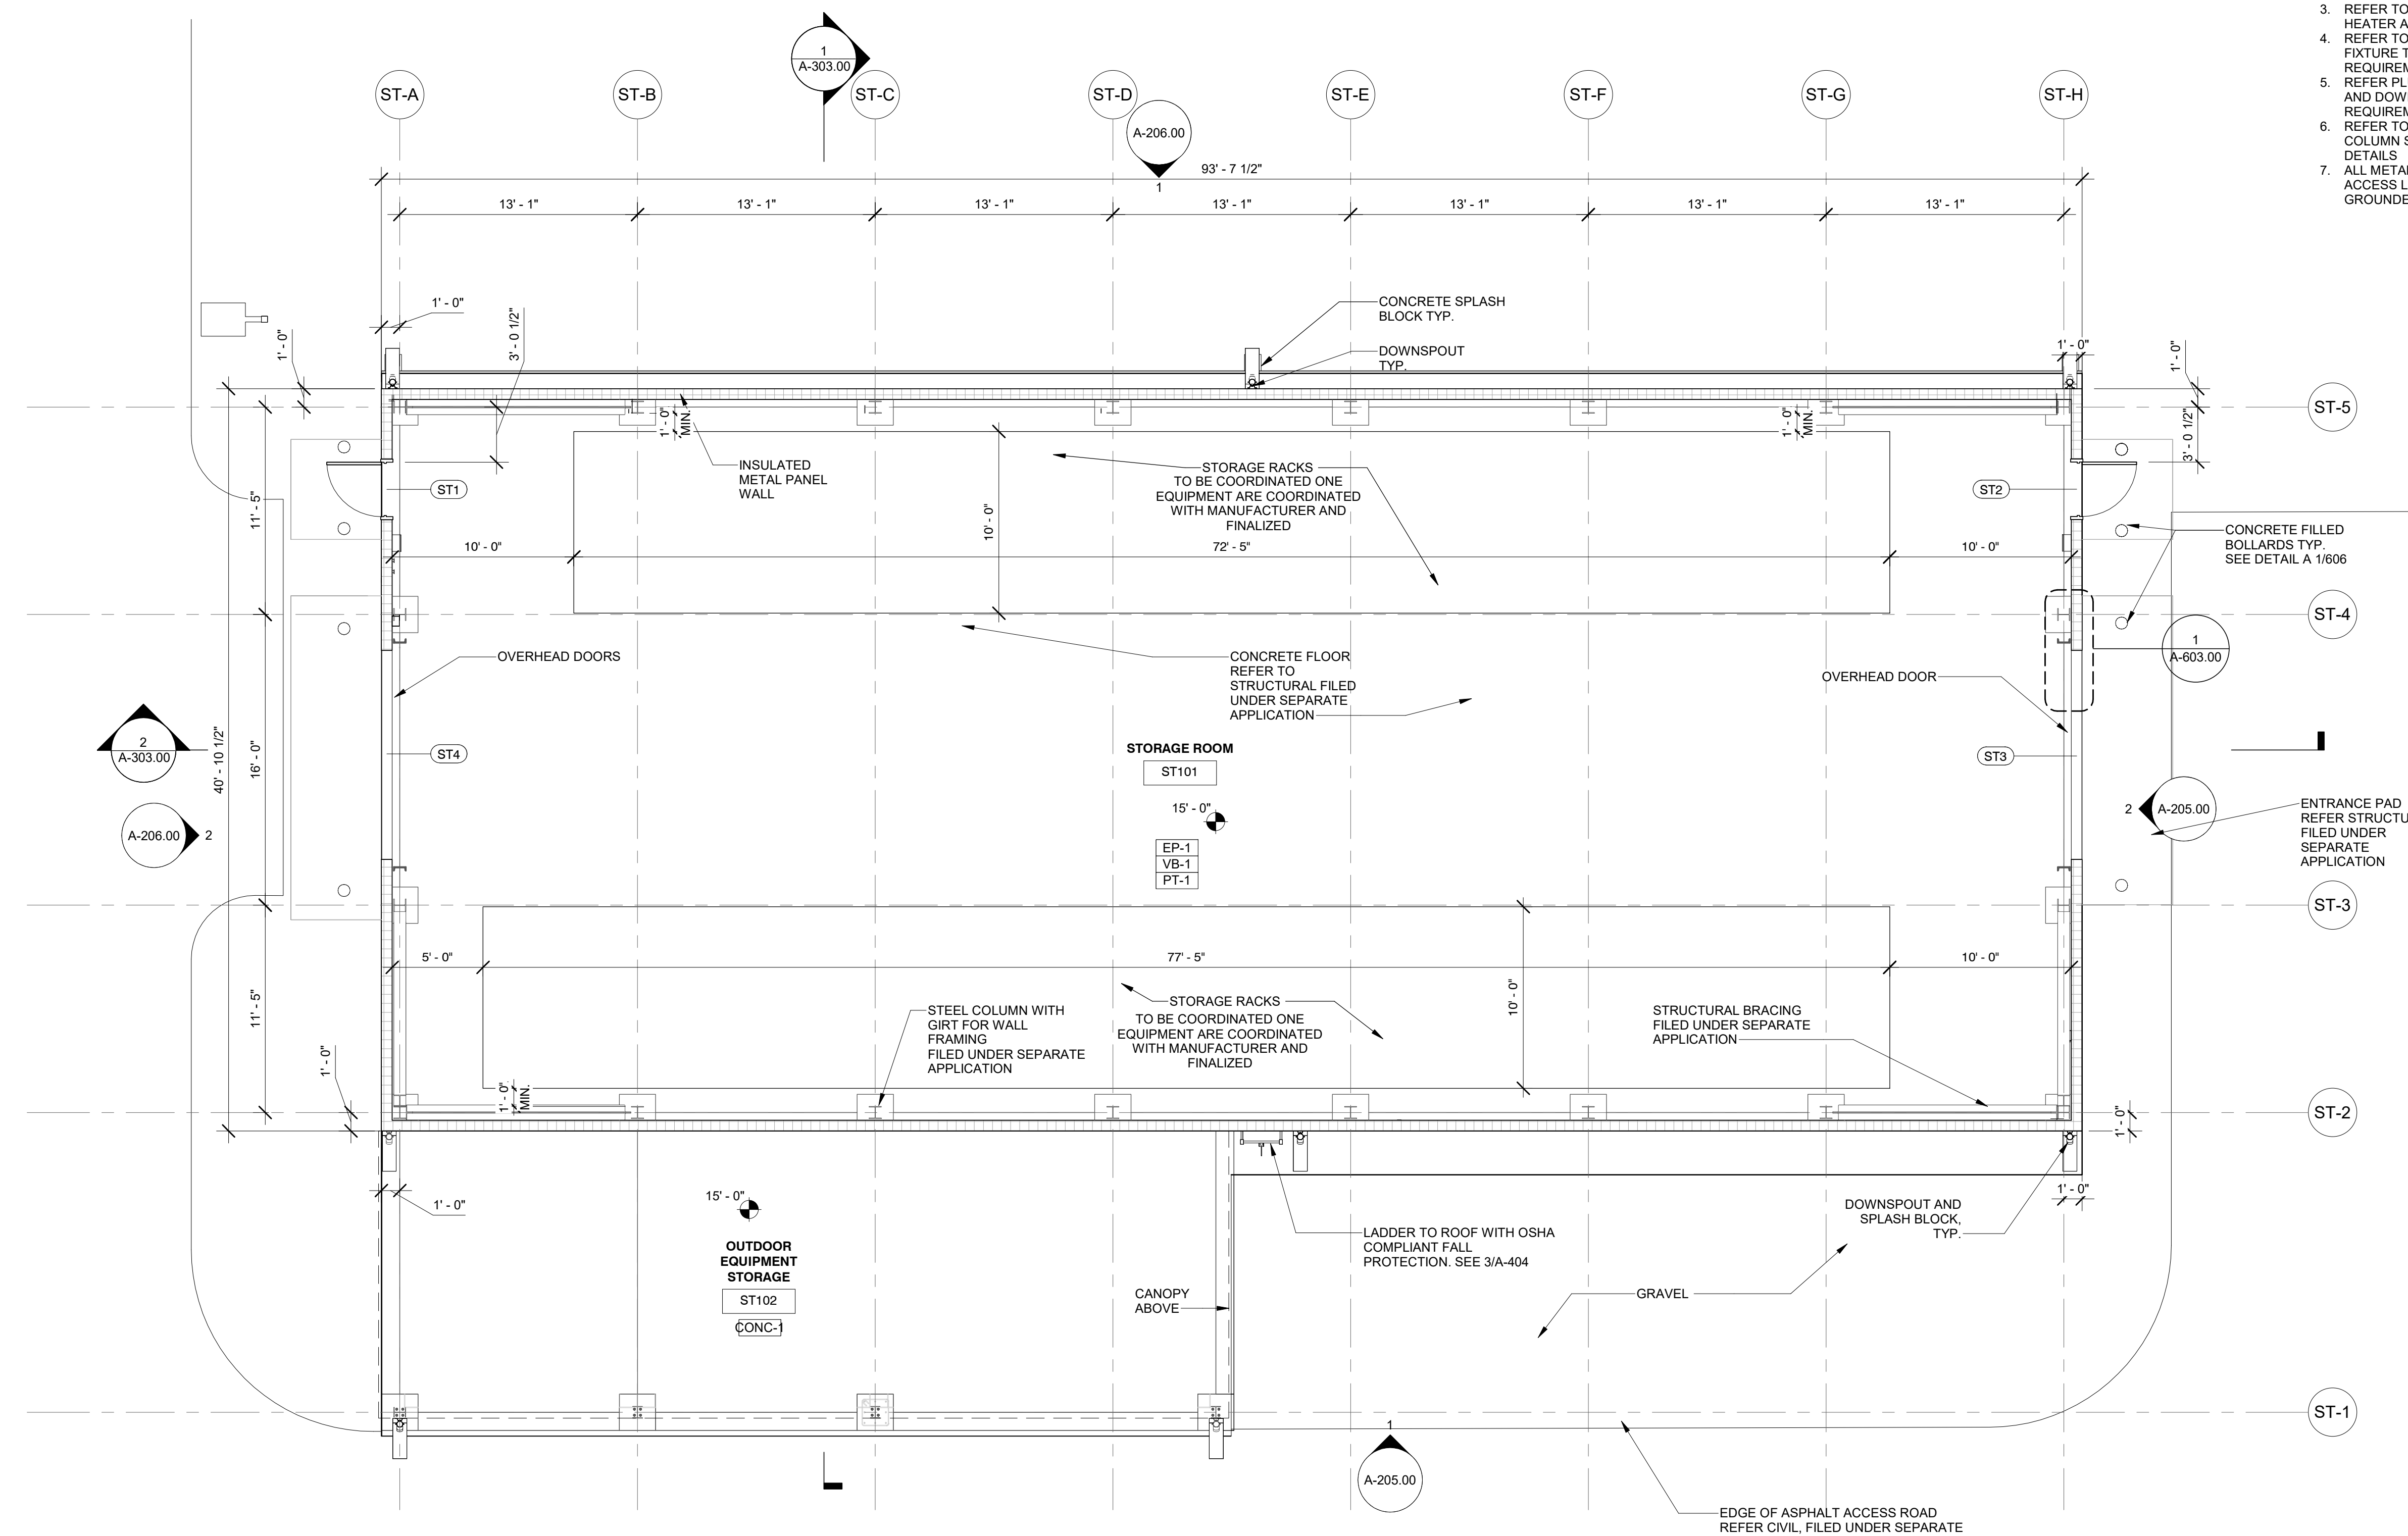 3. REFER TO
HEATER A
4. REFER TO
FIXTURE T
REQUIREM
5. REFER PL
AND DOW
REQUIREM
6. REFER TO
COLUMN S
DETAILS
7. ALL METAL
ACCESS L
GROUNDE
1
A-303.00
ST-A
ST-B
ST-C
ST-D
ST-E
ST-F
ST-G
ST-H
A-206.00
1
93' - 7 1/2"
13' - 1"
13' - 1"
13' - 1"
13' - 1"
13' - 1"
13' - 1"
13' - 1"
1' - 0"
1' - 0"
3' - 0 1/2"
CONCRETE SPLASH
BLOCK TYP.
DOWNSPOUT
TYP.
1' - 0"
1' - 0"
3' - 0 1/2"
ST-5
1' - 0"
MIN.
1' - 0"
MIN.
INSULATED
METAL PANEL
WALL
STORAGE RACKS
TO BE COORDINATED ONE
EQUIPMENT ARE COORDINATED
WITH MANUFACTURER AND
FINALIZED
ST1
ST2
11' - 5"
10' - 0"
10' - 0"
72' - 5"
10' - 0"
CONCRETE FILLED
BOLLARDS TYP.
SEE DETAIL A 1/606
ST-4
1
A-603.00
OVERHEAD DOORS
CONCRETE FLOOR
REFER TO
STRUCTURAL FILED
UNDER SEPARATE
APPLICATION
OVERHEAD DOOR
2
A-303.00
40' - 10 1/2"
16' - 0"
ST4
STORAGE ROOM
ST101
15' - 0"
ST3
A-206.00
2
EP-1
VB-1
PT-1
2
A-205.00
ENTRANCE PAD
REFER STRUCTU
FILED UNDER
SEPARATE
APPLICATION
ST-3
5' - 0"
77' - 5"
10' - 0"
10' - 0"
11' - 5"
STEEL COLUMN WITH
GIRT FOR WALL
FRAMING
FILED UNDER SEPARATE
APPLICATION
STORAGE RACKS
TO BE COORDINATED ONE
EQUIPMENT ARE COORDINATED
WITH MANUFACTURER AND
FINALIZED
STRUCTURAL BRACING
FILED UNDER SEPARATE
APPLICATION
1' - 0"
1' - 0"
MIN.
1' - 0"
ST-2
1' - 0"
15' - 0"
1' - 0"
OUTDOOR
EQUIPMENT
STORAGE
ST102
CONC-1
CANOPY
ABOVE
LADDER TO ROOF WITH OSHA
COMPLIANT FALL
PROTECTION. SEE 3/A-404
DOWNSPOUT AND
SPLASH BLOCK,
TYP.
GRAVEL
ST-1
1
A-205.00
EDGE OF ASPHALT ACCESS ROAD
REFER CIVIL, FILED UNDER SEPARATE